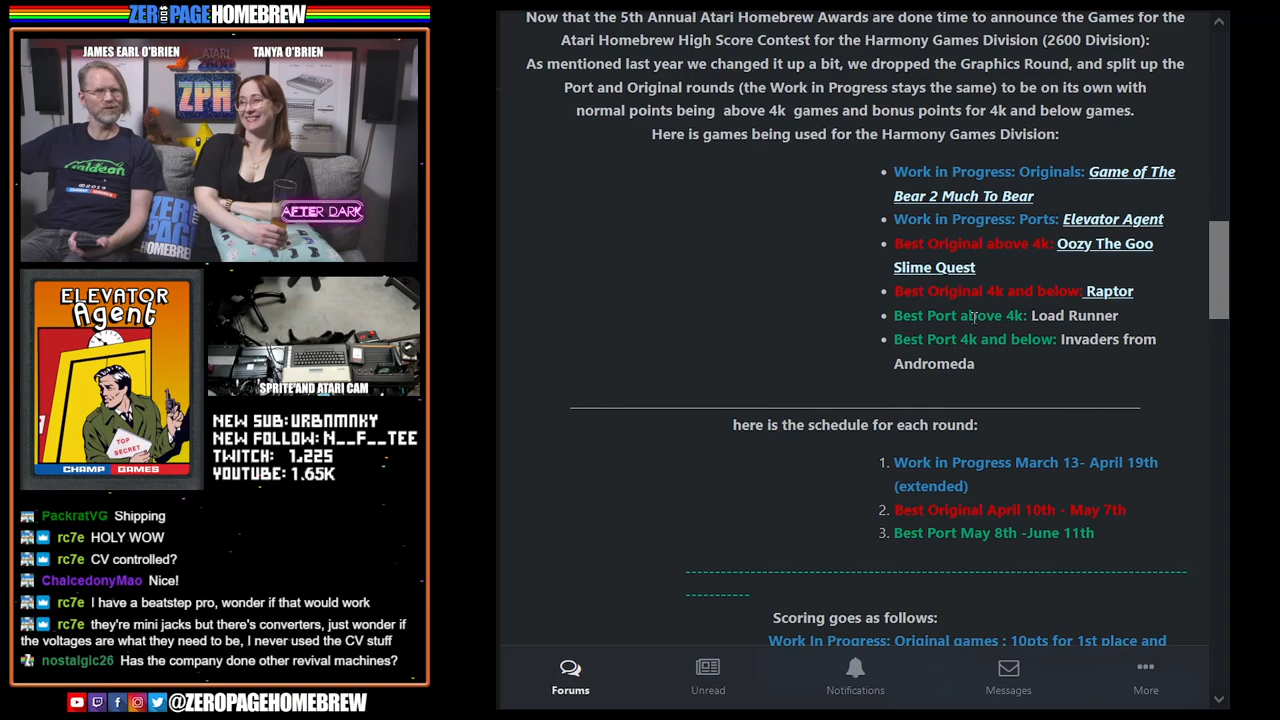 ZEROPAGEHOMEBREW
JAMES EARL O'BRIEN
TANYA O'BRIEN
ZPH
CHAMP GAMES
ZERO
PAGE
HOMEBREW
AFTER DARK
ELEVATOR
Agent
TOP
SECRET
CHAMP GAMES
SPRITE AND ATARI CAM
NEW SUB: URBNMNKY
NEW FOLLOW: N__F__TEE
TWITCH: 1,225
YOUTUBE: 1.65K
PackratVG Shipping
rc7e HOLY WOW
rc7e CV controlled?
ChalcedonyMao Nice!
rc7e I have a beatstep pro, wonder if that would work
rc7e they're mini jacks but there's converters, just wonder if
the voltages are what they need to be, I never used the CV stuff
nostalgic26 Has the company done other revival machines?
@ZEROPAGEHOMEBREW
Now that the 5th Annual Atari Homebrew Awards are done time to announce the Games for the
Atari Homebrew High Score Contest for the Harmony Games Division (2600 Division):
As mentioned last year we changed it up a bit, we droped the Graphics Round, and split up the
Port and Original rounds (the Work in Progress stays the same) to be on its own with
normal points being above 4k games and bonus points for 4k and below games.
Here is games being used for the Harmony Games Division:
Work in Progress: Originals: Game of The
Bear 2 Much To Bear
Work in Progress: Ports: Elevator Agent
Best Original above 4k: Oozy The Goo
Slime Quest
Best Original 4k and below: Raptor
Best Port above 4k: Load Runner
Best Port 4k and below: Invaders from
Andromeda
here is the schedule for each round:
1. Work in Progress March 13- April 19th
(extended)
2. Best Original April 10th - May 7th
3. Best Port May 8th -June 11th
Scoring goes as follows:
Work In Progress: Original games : 10pts for 1st place and
Forums
Unread
Notifications
Messages
More